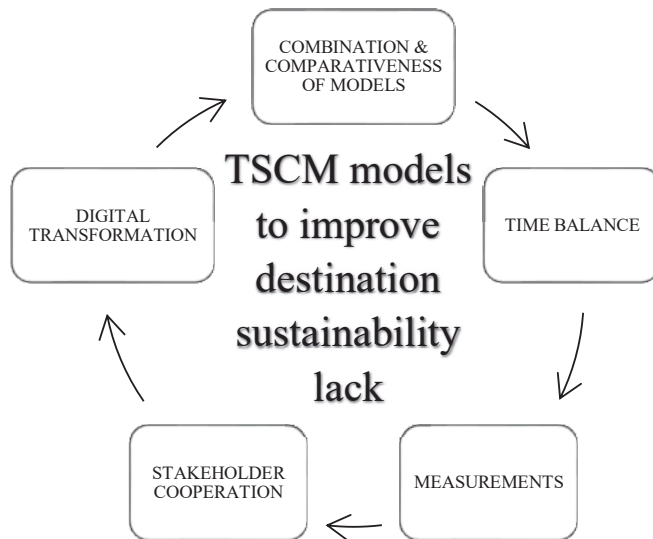 COMBINATION &
COMPARATIVENESS
OF MODELS
DIGITAL
TRANSFORMATION
TSCM models
to improve
destination
sustainability
lack
TIME BALANCE
STAKEHOLDER
COOPERATION
MEASUREMENTS